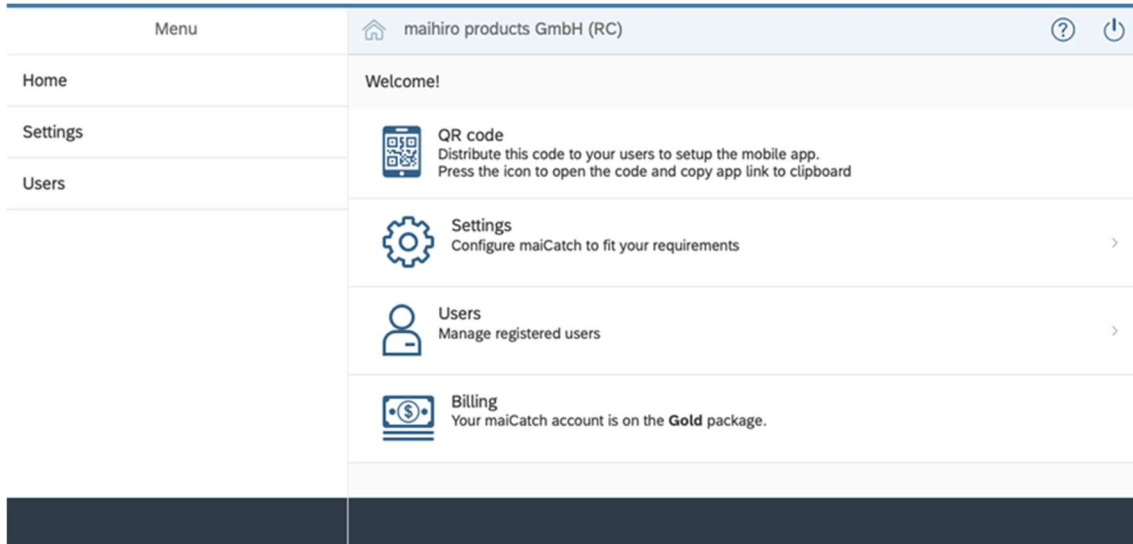 Menu
maihiro products GmbH (RC)
Home
Settings
Users
Welcome!
QR code
Distribute this code to your users to setup the mobile app.
Press the icon to open the code and copy app link to clipboard
Settings
Configure maiCatch to fit your requirements
Users
Manage registered users
Billing
Your maiCatch account is on the Gold package.